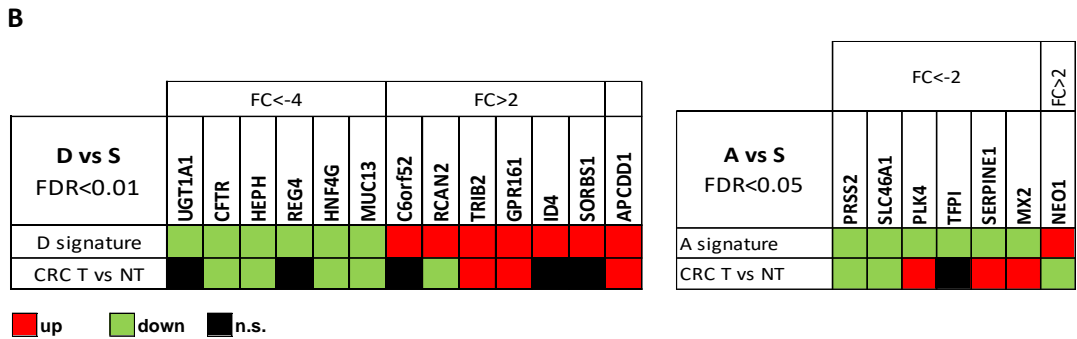 B
FC<-4
FC>2
D vs S
FDR<0.01
UGT1A1
CFTR
HEPH
REG4
HNF4G
MUC13
C6orf52
RCAN2
TRIB2
GPR161
ID4
SORBS1
APCDD1
D signature
CRC T vs NT
FC<-2
FC>2
A vs S
FDR<0.05
PRSS2
SLC46A1
PLK4
TFPI
SERPINE1
MX2
NEO1
A signature
CRC T vs NT
up
down
n.s.